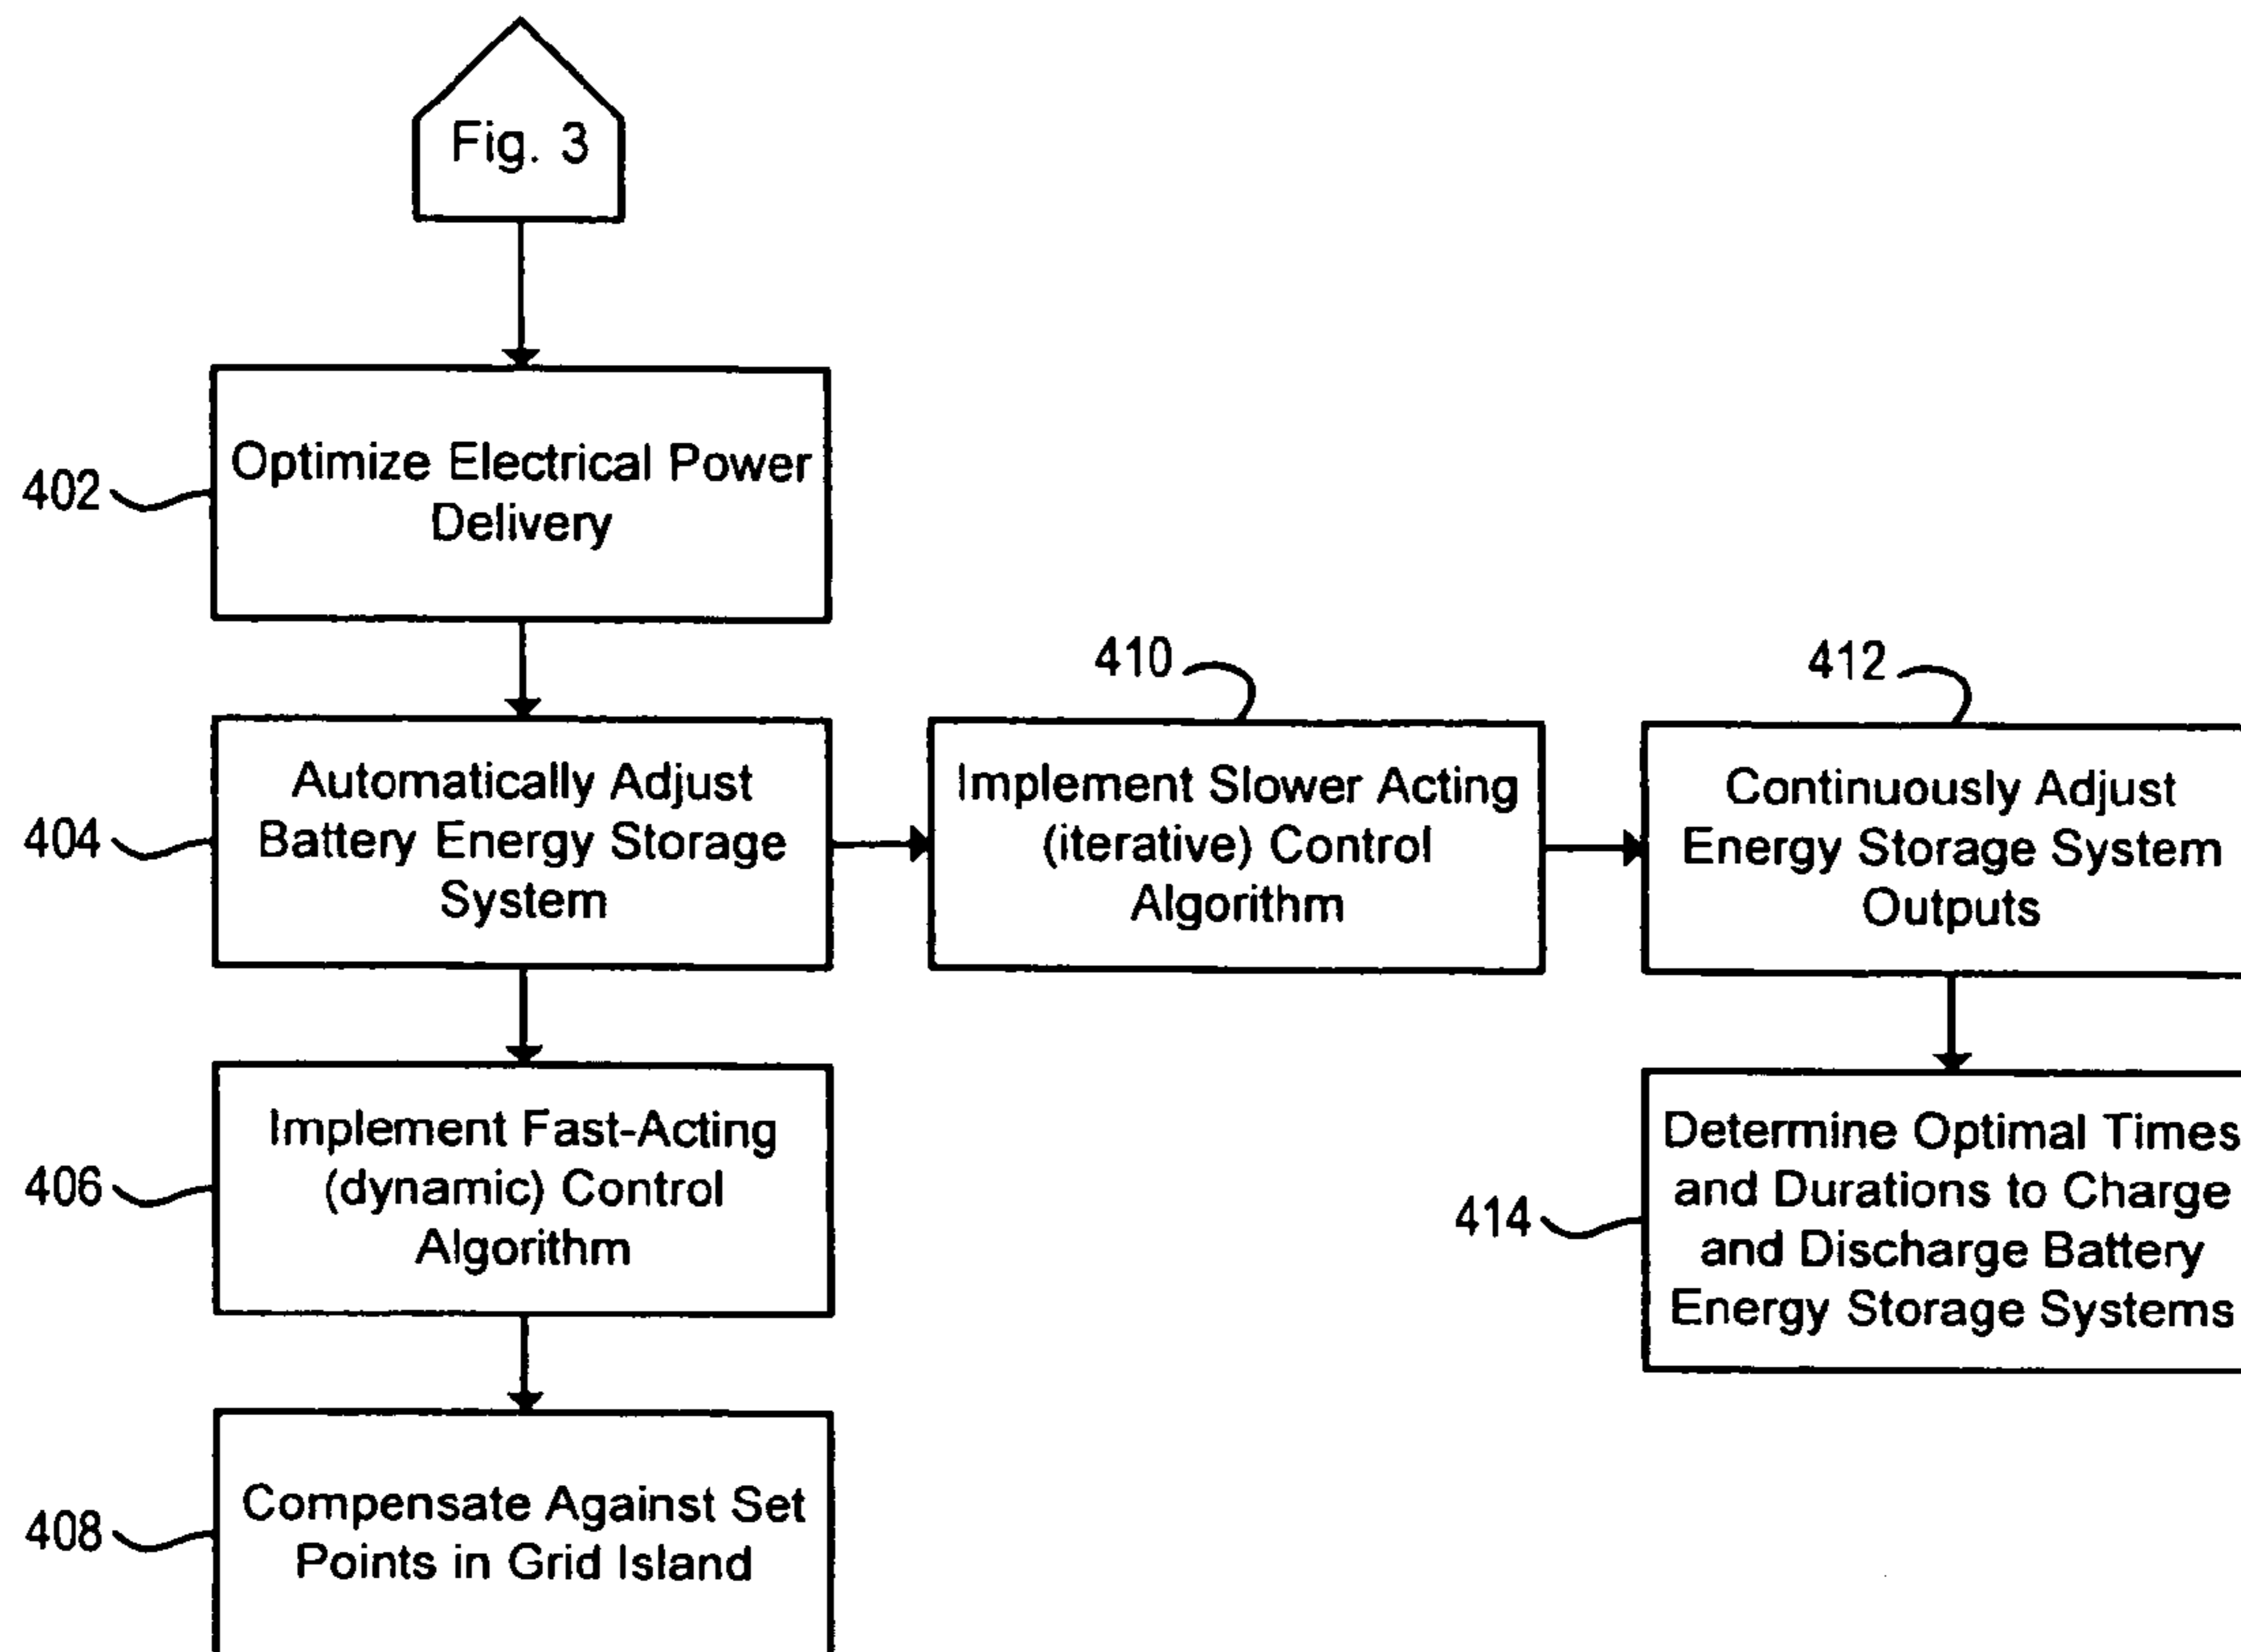 Fig. 3
402
Optimize Electrical Power
Delivery
404
Automatically Adjust
Battery Energy Storage
System
410
Implement Slower Acting
(iterative) Control
Algorithm
412
Continuously Adjust
Energy Storage System
Outputs
406
Implement Fast-Acting
(dynamic) Control
Algorithm
414
Determine Optimal Times
and Durations to Charge
and Discharge Battery
Energy Storage Systems
408
Compensate Against Set
Points in Grid Island